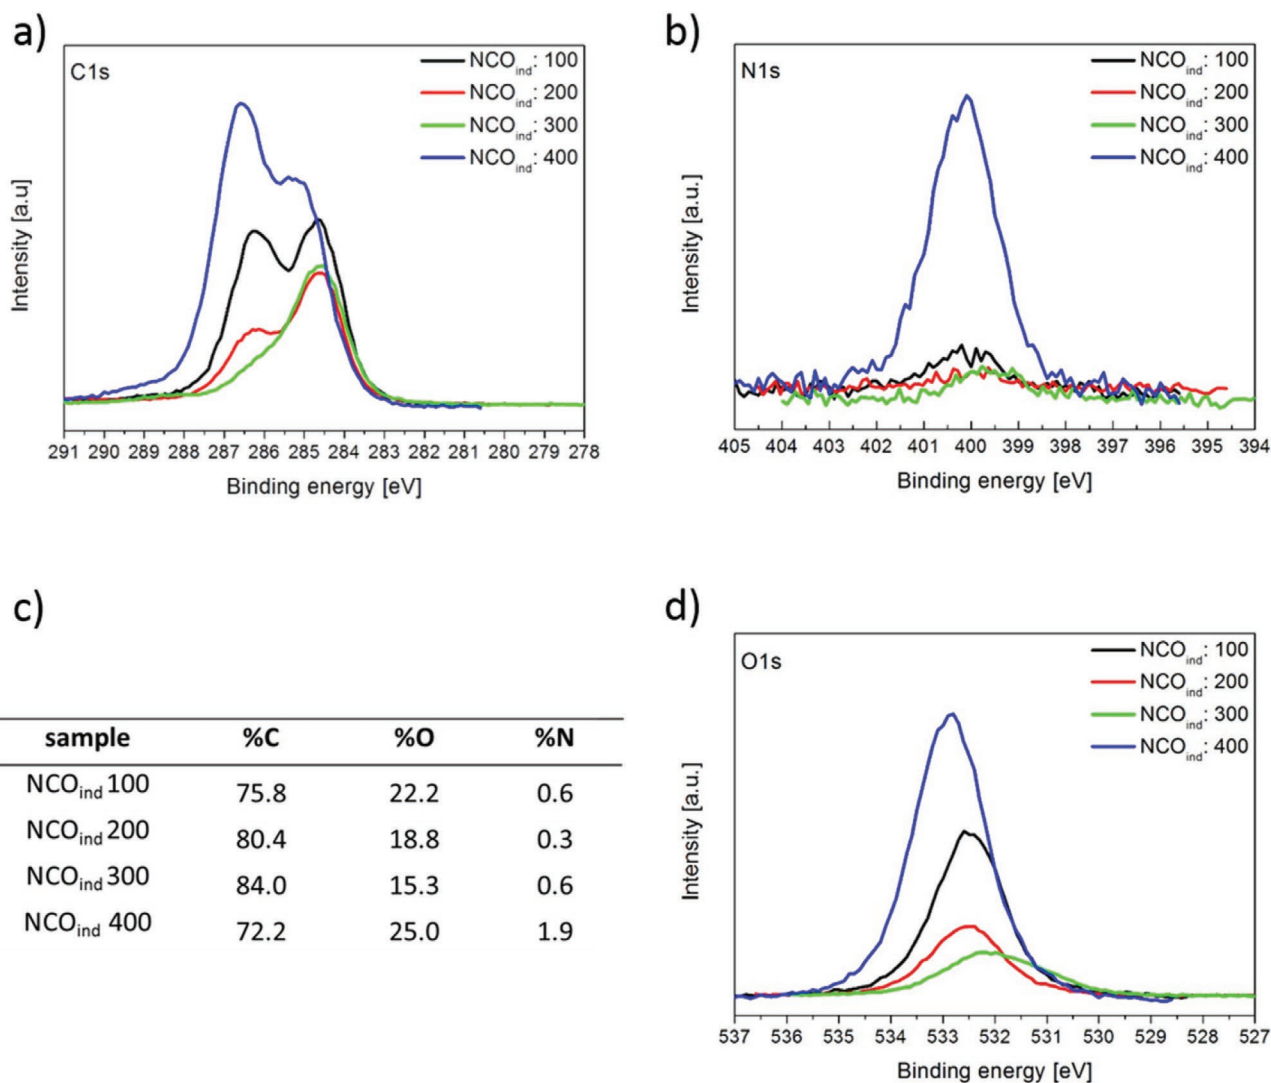 a)
C1s
NCOind: 100
NCOind: 200
NCOind: 300
NCOind: 400
Intensity [a.u]
291 290 289 288 287 286 285 284 283 282 281 280 279 278
Binding energy [eV]
b)
N1s
NCOind: 100
NCOind: 200
NCOind: 300
NCOind: 400
Intensity [a.u.]
405 404 403 402 401 400 399 398 397 396 395 394
Binding energy [eV]
c)
sample %C %O %N
NCOind 100 75.8 22.2 0.6
NCOind 200 80.4 18.8 0.3
NCOind 300 84.0 15.3 0.6
NCOind 400 72.2 25.0 1.9
d)
O1s
NCOind: 100
NCOind: 200
NCOind: 300
NCOind: 400
Intensity [a.u.]
537 536 535 534 533 532 531 530 529 528 527
Binding energy [eV]